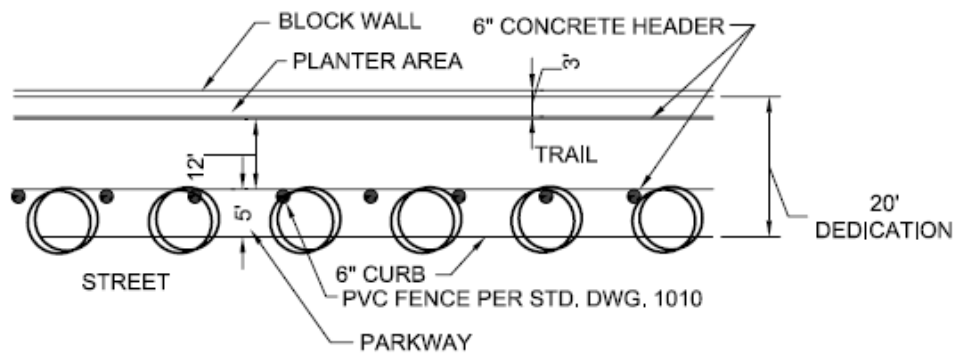 BLOCK WALL
6" CONCRETE HEADER
PLANTER AREA
3'
TRAIL
12'
5'
20'
DEDICATION
STREET
6" CURB
PVC FENCE PER STD. DWG. 1010
PARKWAY